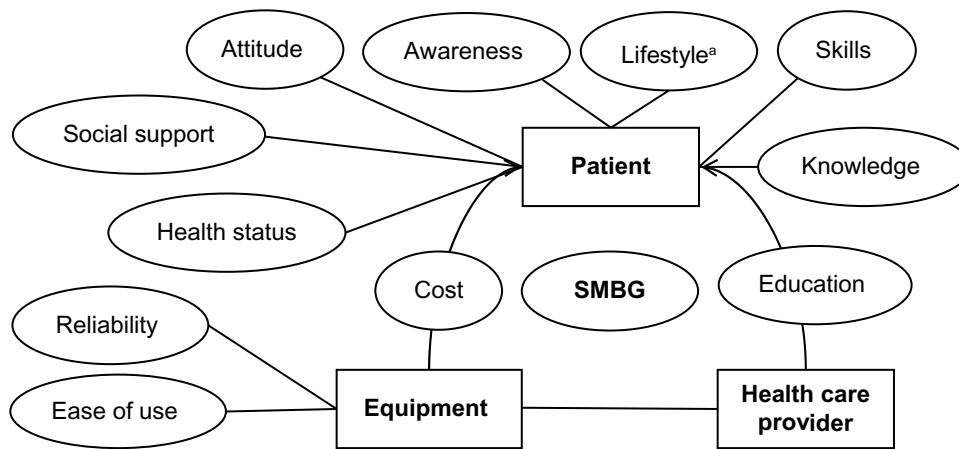 Attitude
Awareness
Lifestyleᵃ
Skills
Social support
Patient
Knowledge
Health status
Cost
SMBG
Education
Reliability
Ease of use
Equipment
Health care
provider